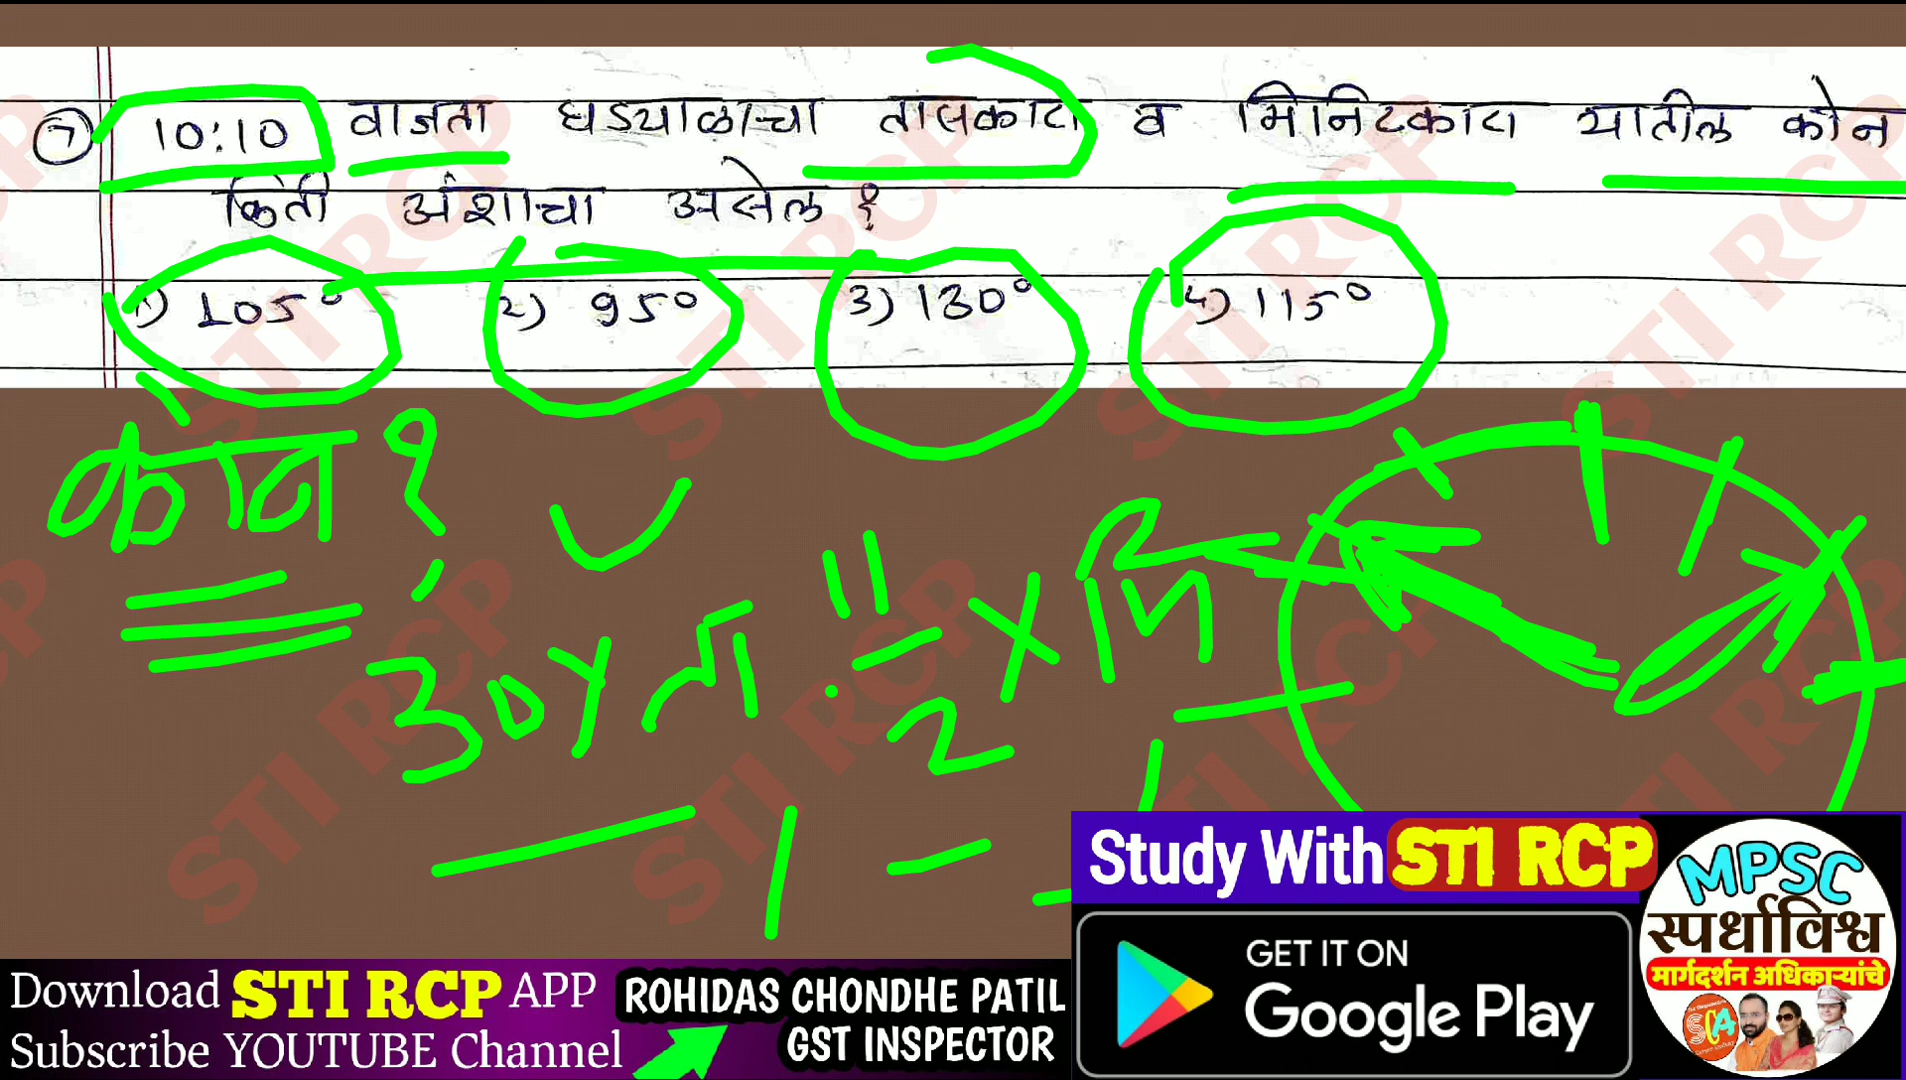 7 10:10 वाजता घड्याळाचा तासकाटा व मिनिटकाटा यातील कोन
किती अंशाचा असेल ?
1) 105° 2) 95° 3) 130° 4) 115°
कोन ?
30 x ता - 11/2 x मि
STI RCP
Study With STI RCP
MPSC
स्पर्धाविश्व
मार्गदर्शन अधिकाऱ्यांचे
GET IT ON
Google Play
Download STI RCP APP
Subscribe YOUTUBE Channel
ROHIDAS CHONDHE PATIL
GST INSPECTOR